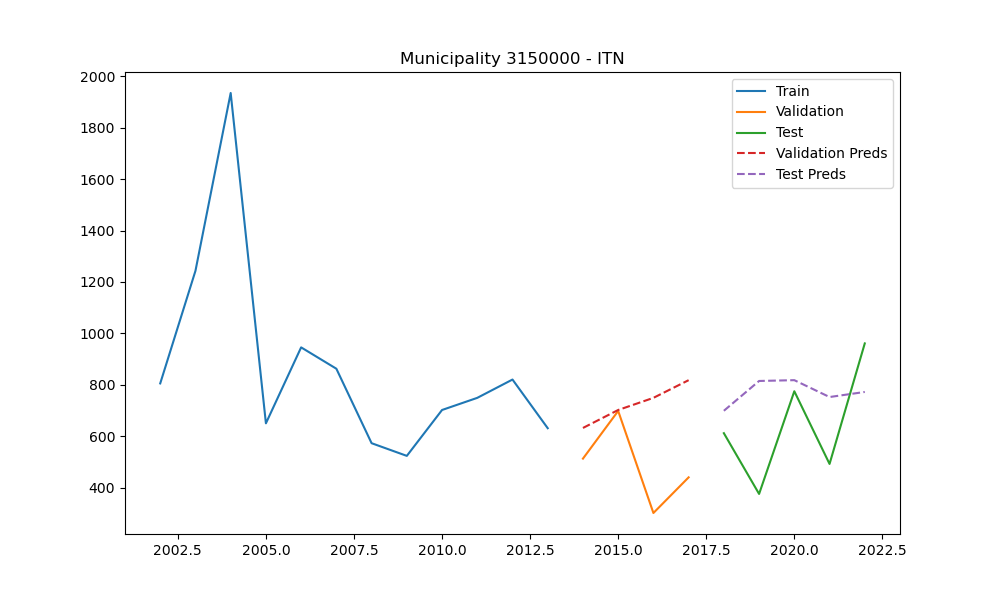 Municipality 3150000 - ITN
2000
1800
1600
1400
1200
1000
800
600
400
2002.5 2005.0 2007.5 2010.0 2012.5 2015.0 2017.5 2020.0 2022.5
Train
Validation
Test
Validation Preds
Test Preds